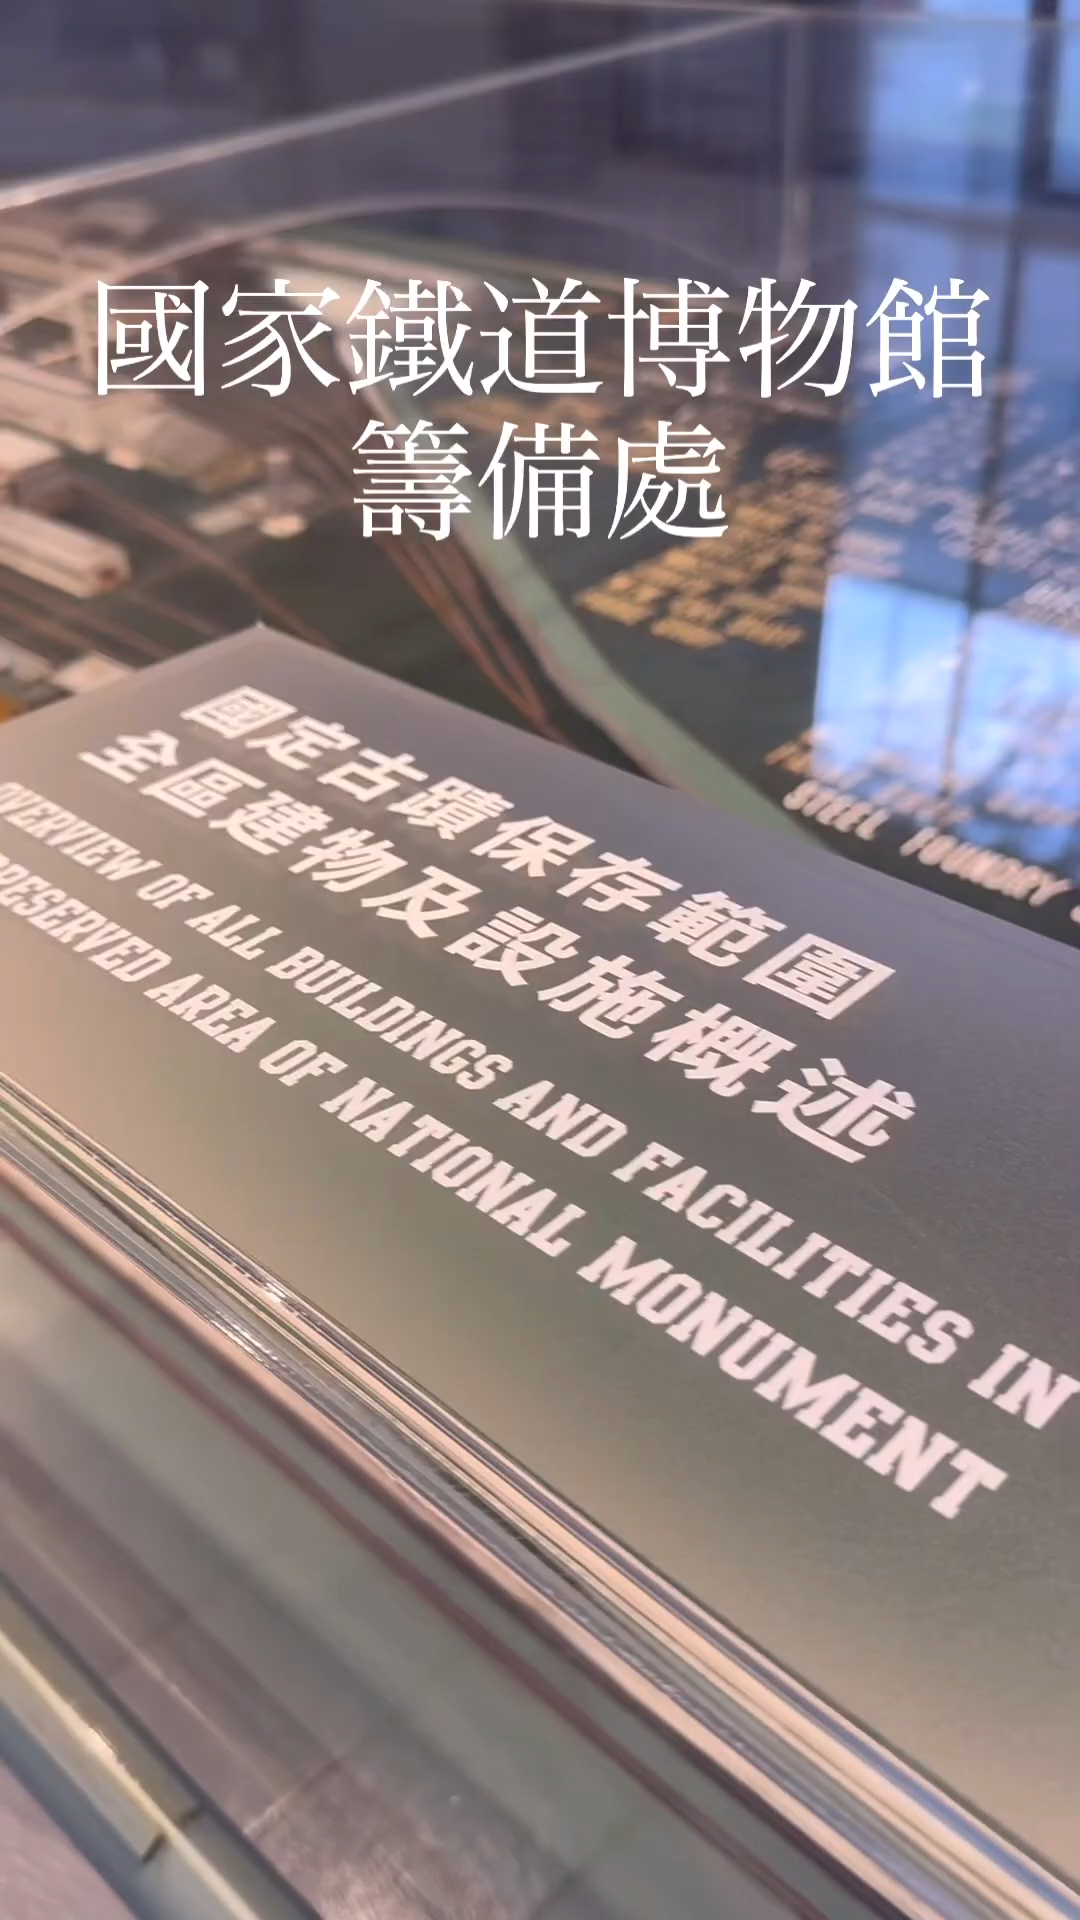 國家鐵道博物館
籌備處
國定古蹟保存範圍
全區建物及設施概述
OVERVIEW OF ALL BUILDINGS AND FACILITIES IN
PRESERVED AREA OF NATIONAL MONUMENT
STEEL FOUNDRY